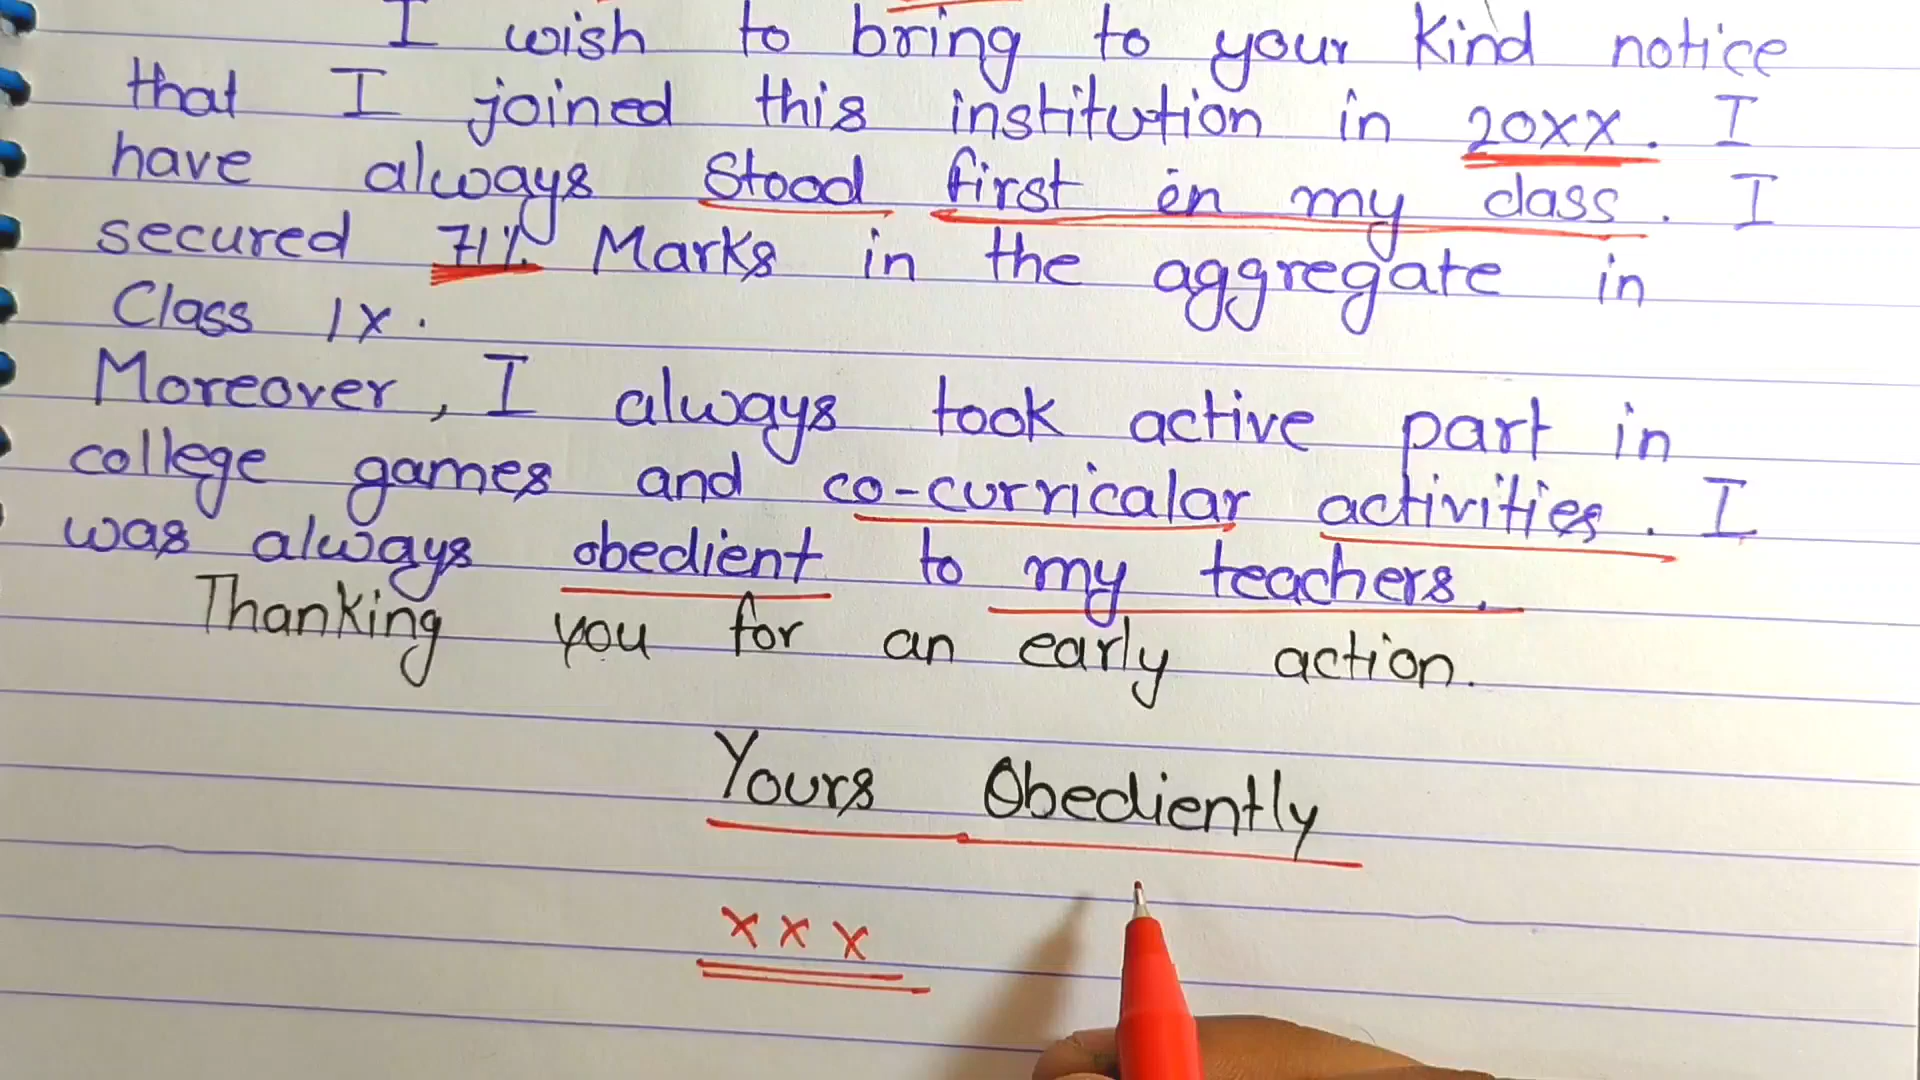 I wish to bring to your kind notice
that I joined this institution in 20XX. I
have always stood first in my class. I
secured 71% Marks in the aggregate in
Class IX.
Moreover, I always took active part in
college games and co-curricalar activities. I
was always obedient to my teachers.
Thanking you for an early action.
Yours Obediently
x x x